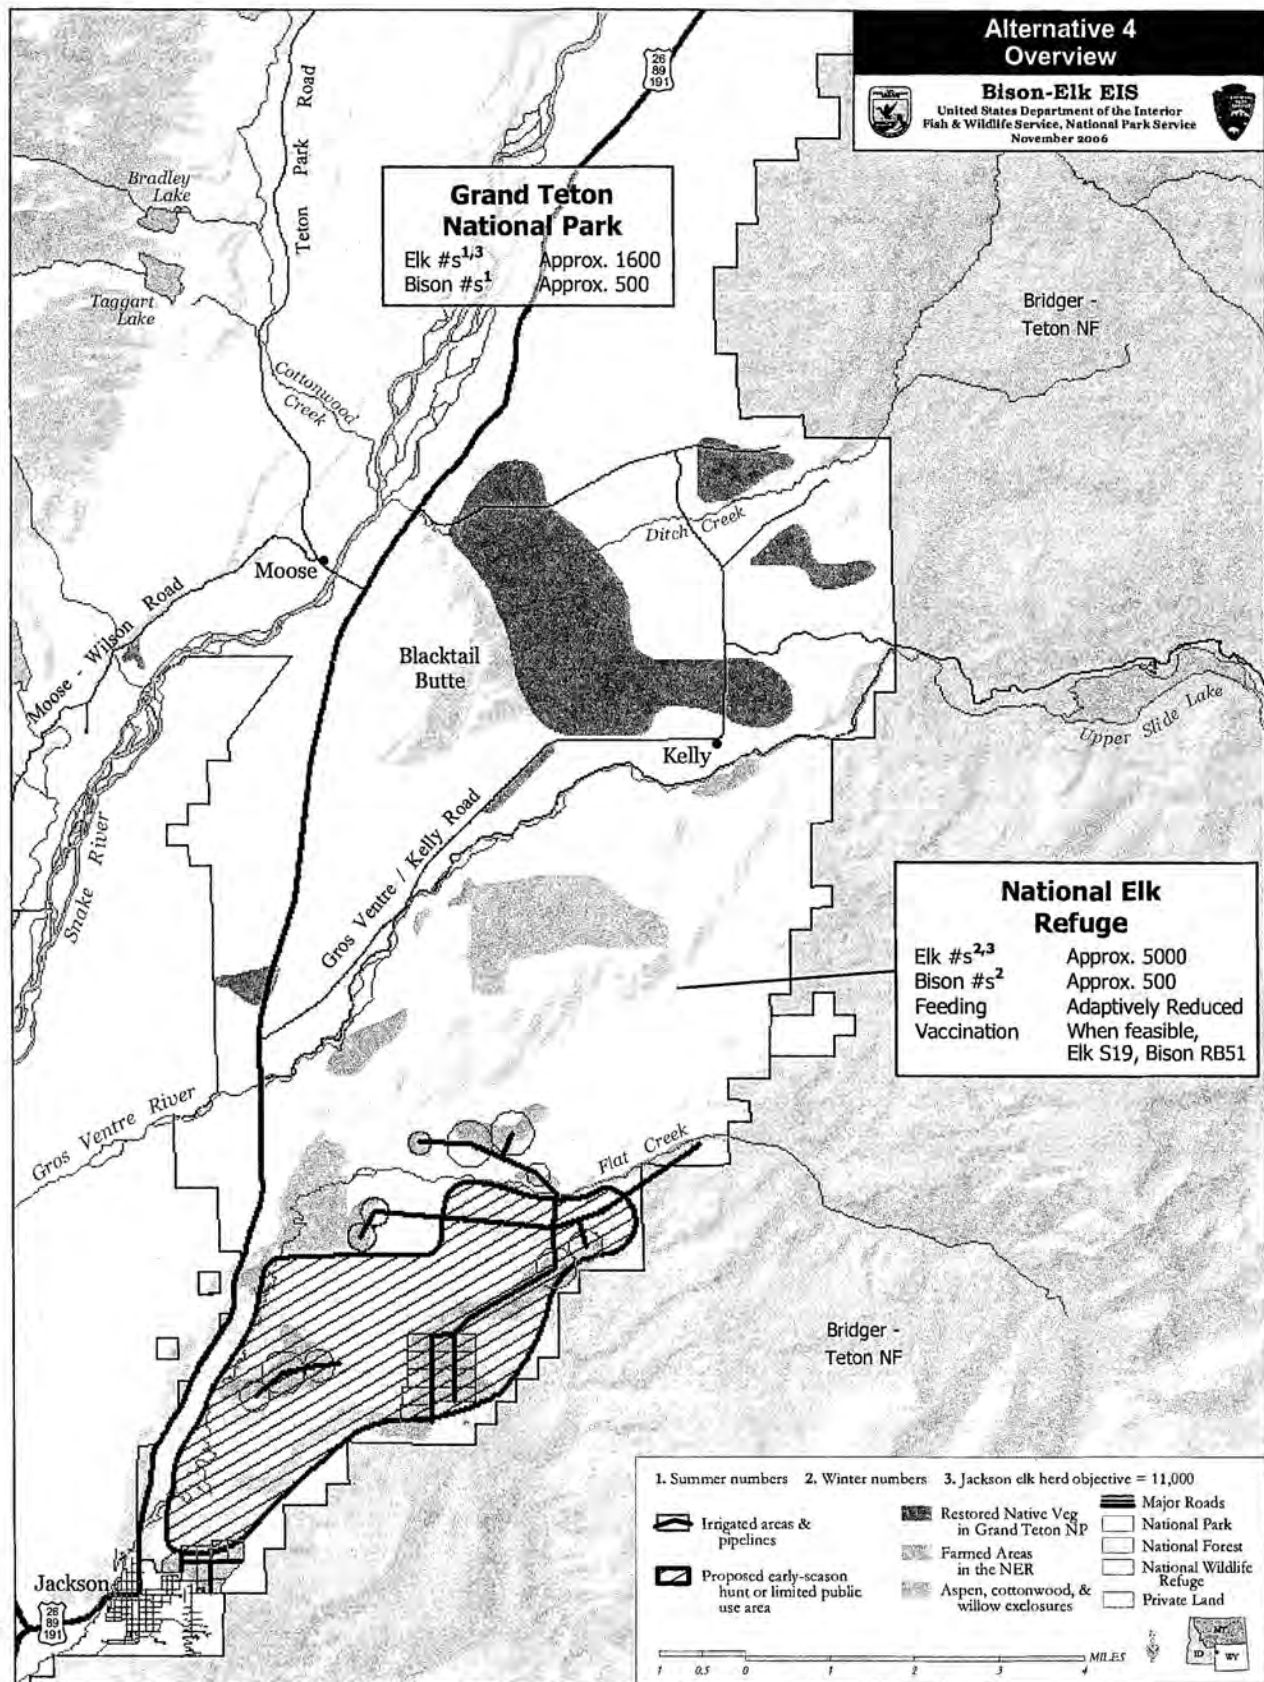 Alternative 4
Overview
Bison-Elk EIS
United States Department of the Interior
Fish & Wildlife Service, National Park Service
November 2006
26
89
191
Teton Park Road
Bradley
Lake
Taggart
Lake
Grand Teton
National Park
Elk #s1,3 Approx. 1600
Bison #s1 Approx. 500
Bridger -
Teton NF
Cottonwood
Creek
Ditch Creek
Moose
Moose - Wilson Road
Blacktail
Butte
Kelly
Upper Slide Lake
Snake River
Gros Ventre / Kelly Road
National Elk
Refuge
Elk #s2,3 Approx. 5000
Bison #s2 Approx. 500
Feeding Adaptively Reduced
Vaccination When feasible,
Elk S19, Bison RB51
Gros Ventre River
Flat Creek
Bridger -
Teton NF
Jackson
26
89
191
1. Summer numbers 2. Winter numbers 3. Jackson elk herd objective = 11,000
Irrigated areas &
pipelines
Proposed early-season
hunt or limited public
use area
Restored Native Veg
in Grand Teton NP
Farmed Areas
in the NER
Aspen, cottonwood, &
willow exclosures
Major Roads
National Park
National Forest
National Wildlife
Refuge
Private Land
1 0.5 0 1 2 3 4 MILES
MT
ID
WY